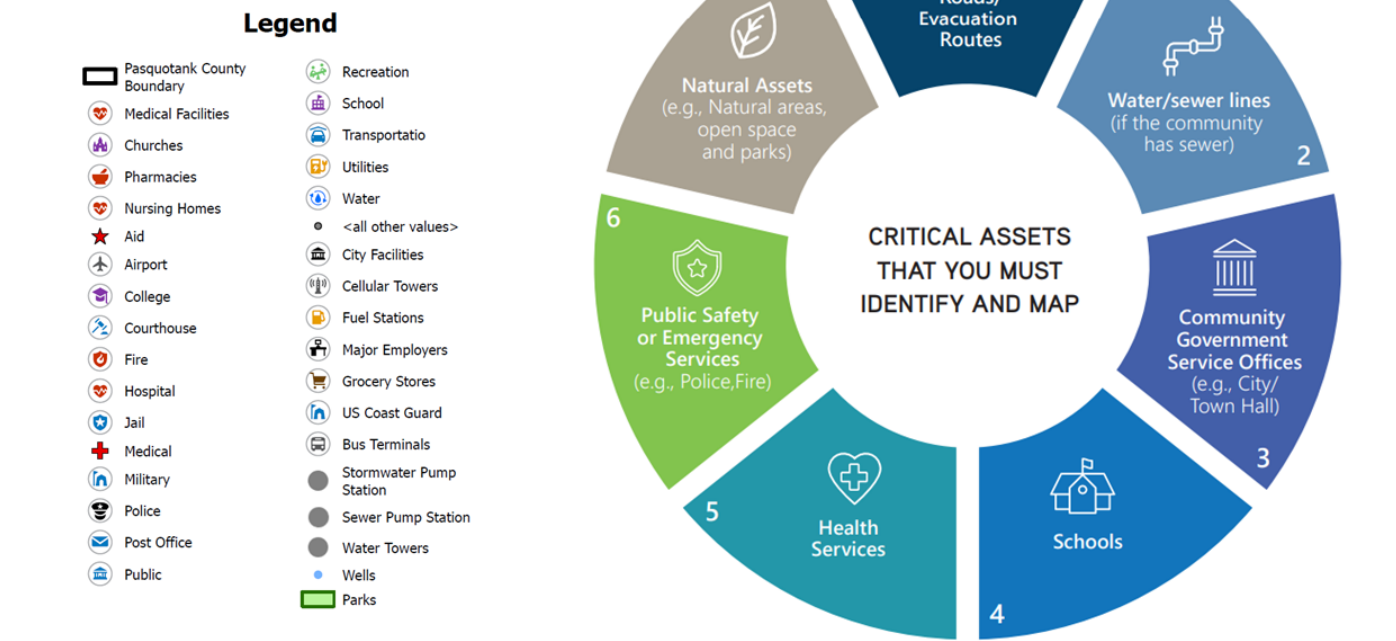 Legend
Pasquotank County
Boundary
Medical Facilities
Churches
Pharmacies
Nursing Homes
Aid
Airport
College
Courthouse
Fire
Hospital
Jail
Medical
Military
Police
Post Office
Public
Recreation
School
Transportatio
Utilities
Water
<all other values>
City Facilities
Cellular Towers
Fuel Stations
Major Employers
Grocery Stores
US Coast Guard
Bus Terminals
Stormwater Pump
Station
Sewer Pump Station
Water Towers
Wells
Parks
Roads/
Evacuation
Routes
Water/sewer lines
(if the community
has sewer)
2
Community
Government
Service Offices
(e.g., City/
Town Hall)
3
Schools
4
5
Health
Services
6
Public Safety
or Emergency
Services
(e.g., Police,Fire)
Natural Assets
(e.g., Natural areas,
open space
and parks)
CRITICAL ASSETS
THAT YOU MUST
IDENTIFY AND MAP